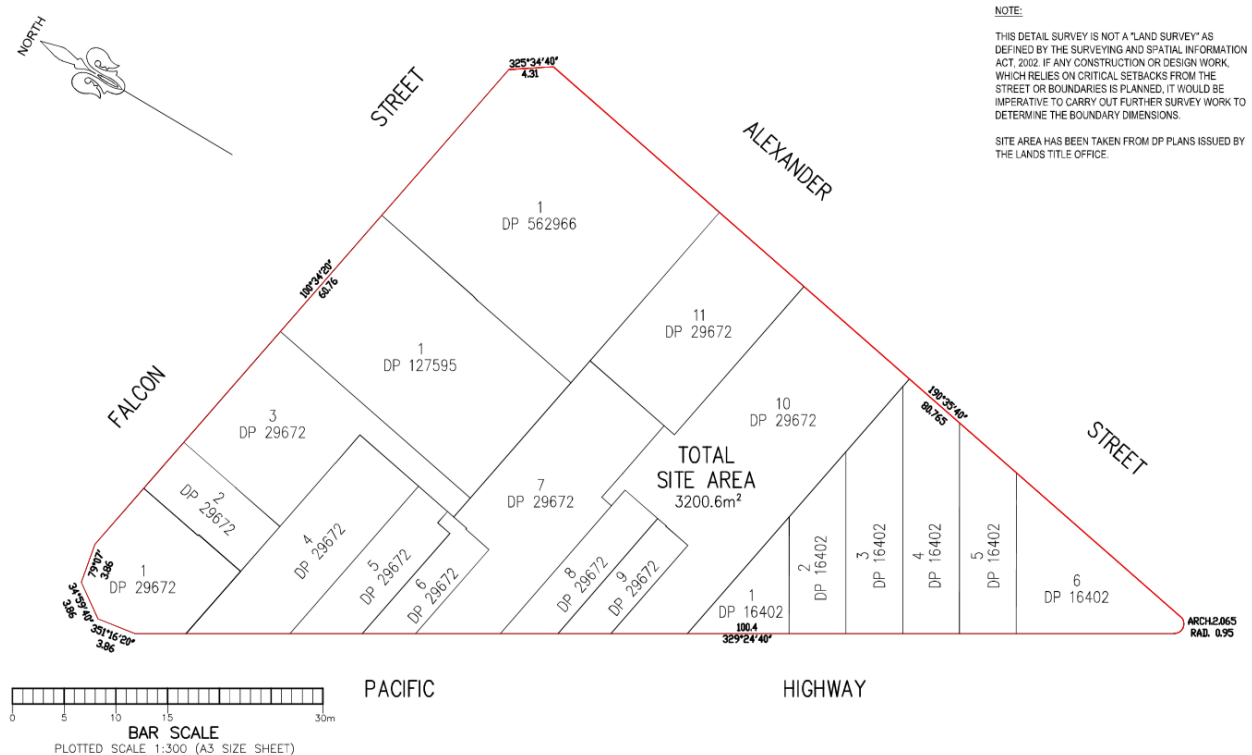 NOTE:
THIS DETAIL SURVEY IS NOT A "LAND SURVEY" AS
DEFINED BY THE SURVEYING AND SPATIAL INFORMATION
ACT, 2002. IF ANY CONSTRUCTION OR DESIGN WORK,
WHICH RELIES ON CRITICAL SETBACKS FROM THE
STREET OR BOUNDARIES IS PLANNED, IT WOULD BE
IMPERATIVE TO CARRY OUT FURTHER SURVEY WORK TO
DETERMINE THE BOUNDARY DIMENSIONS.
SITE AREA HAS BEEN TAKEN FROM DP PLANS ISSUED BY
THE LANDS TITLE OFFICE.
NORTH
325°34'40"
4.31
STREET
ALEXANDER
1
DP 562966
100°34'20"
60.76
11
DP 29672
1
DP 127595
FALCON
3
DP 29672
10
DP 29672
190°35'40"
80.765
STREET
TOTAL
SITE AREA
3200.6m²
2
DP 29672
7
DP 29672
4
DP 29672
5
DP 29672
6
DP 29672
8
DP 29672
9
DP 29672
79°07'
3.86
1
DP 29672
34°59'40"
3.86
351°16'20"
3.86
1
DP 16402
2
DP 16402
3
DP 16402
4
DP 16402
5
DP 16402
6
DP 16402
100.4
329°24'40"
ARCH.2.065
RAD. 0.95
PACIFIC
HIGHWAY
0 5 10 15 30m
BAR SCALE
PLOTTED SCALE 1:300 (A3 SIZE SHEET)